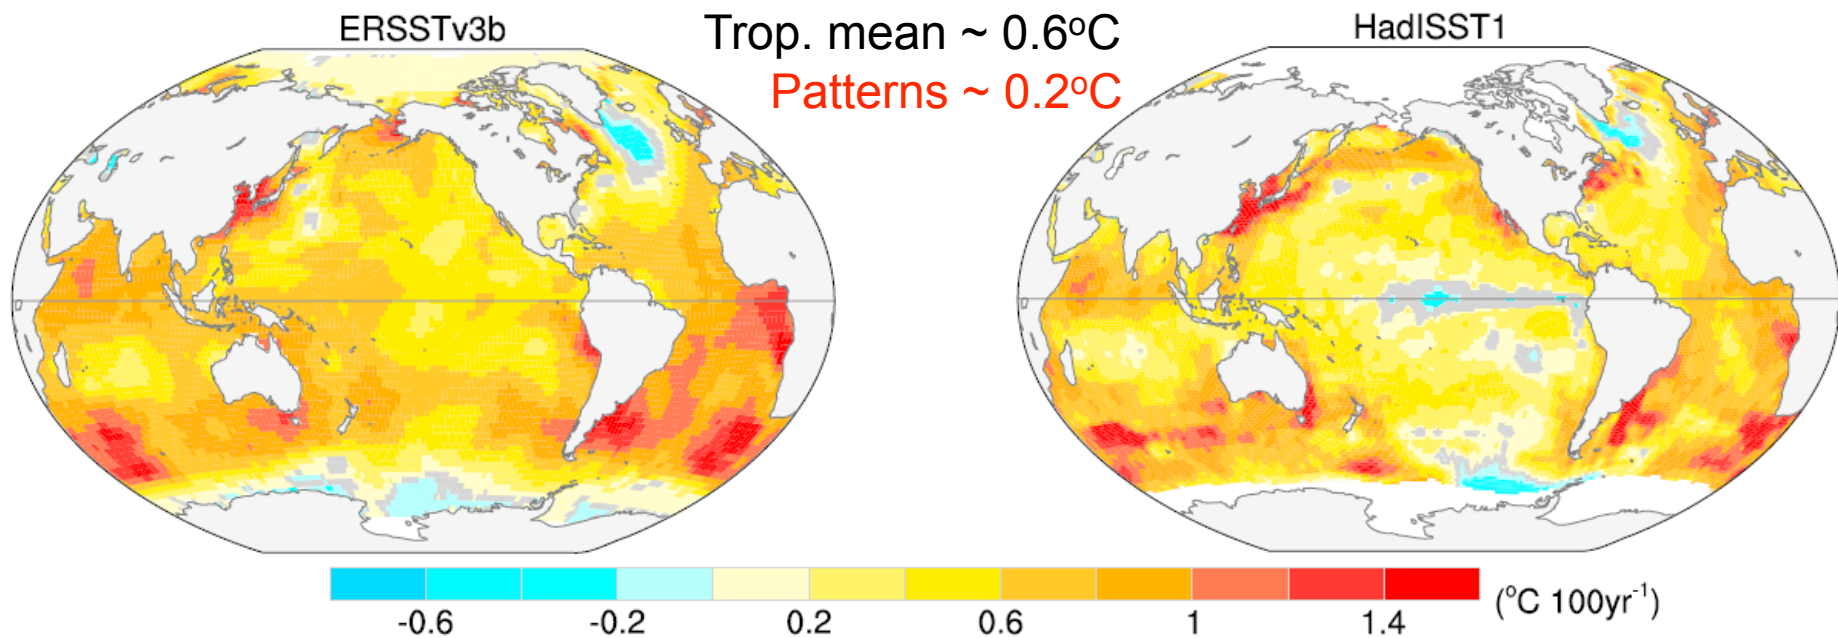 ERSSTv3b
Trop. mean ~ 0.6ºC
HadISST1
Patterns ~ 0.2ºC
-0.6 -0.2 0.2 0.6 1 1.4 (°C 100yr⁻¹)